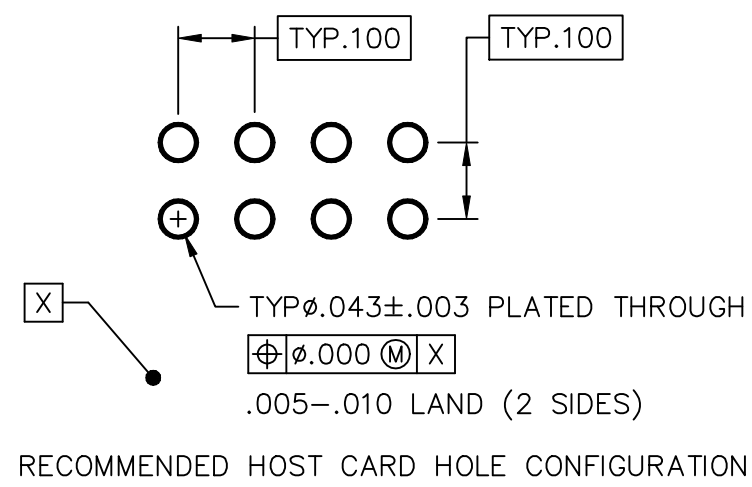 TYP.100
TYP.100
X
TYPø.043±.003 PLATED THROUGH
⌖ ø.000 Ⓜ X
.005–.010 LAND (2 SIDES)
RECOMMENDED HOST CARD HOLE CONFIGURATION